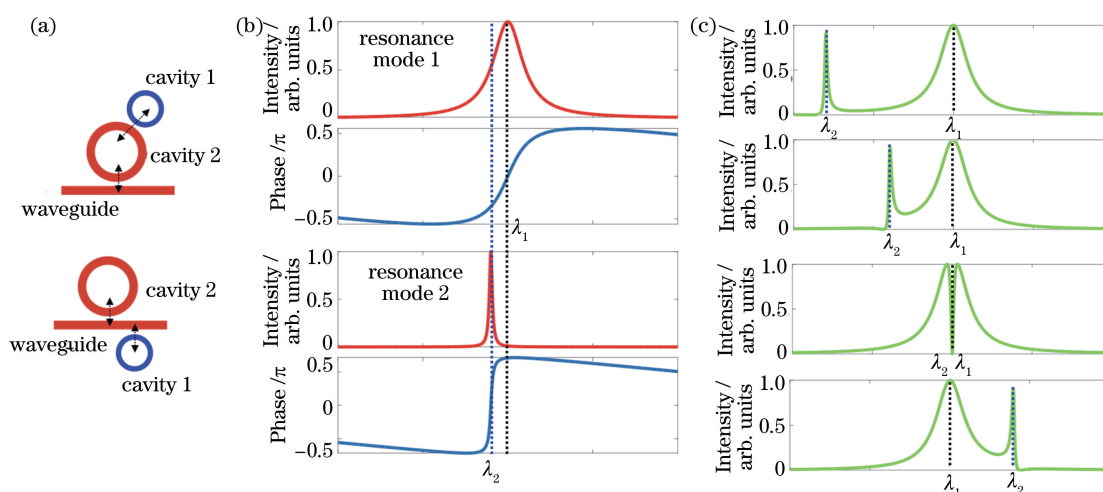 (a)
cavity 1
cavity 2
waveguide
cavity 2
waveguide
cavity 1
(b)
Intensity /
arb. units
1.0
0.5
0
resonance
mode 1
Phase /π
0.5
0
−0.5
λ₁
Intensity /
arb. units
1.0
0.5
0
resonance
mode 2
Phase /π
0.5
0
−0.5
λ₂
(c)
Intensity /
arb. units
1.0
0.5
0
λ₂
λ₁
Intensity /
arb. units
1.0
0.5
0
λ₂
λ₁
Intensity /
arb. units
1.0
0.5
0
λ₂ λ₁
Intensity /
arb. units
1.0
0.5
0
λ₁
λ₂